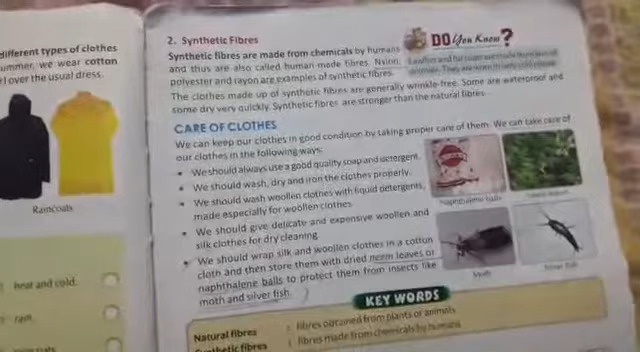 different types of clothes
ummer, we wear cotton
over the usual dress.
Raincoats
heat and cold.
rain.
2. Synthetic Fibres
Synthetic fibres are made from chemicals by humans
and thus are also called human made fibres. Nylon,
polyester and rayon are examples of synthetic fibres.
The clothes made up of synthetic fibres are generally wrinkle-free. Some are waterproof and
some dry very quickly. Synthetic fibres are stronger than the natural fibres.
DO You Know?
CARE OF CLOTHES
We can keep our clothes in good condition by taking proper care of them. We can take care of
our clothes in the following ways:
• We should always use a good quality soap and detergent.
• We should wash, dry and iron the clothes properly.
• We should wash woollen clothes with liquid detergents,
made especially for woollen clothes.
• We should give delicate and expensive woollen and
silk clothes for dry cleaning.
• We should wrap silk and woollen clothes in a cotton
cloth and then store them with dried neem leaves or
naphthalene balls to protect them from insects like
moth and silver fish.
Naphthalene balls
Moth
Silver fish
KEY WORDS
Natural fibres : fibres obtained from plants or animals
Synthetic fibres : fibres made from chemicals by humans